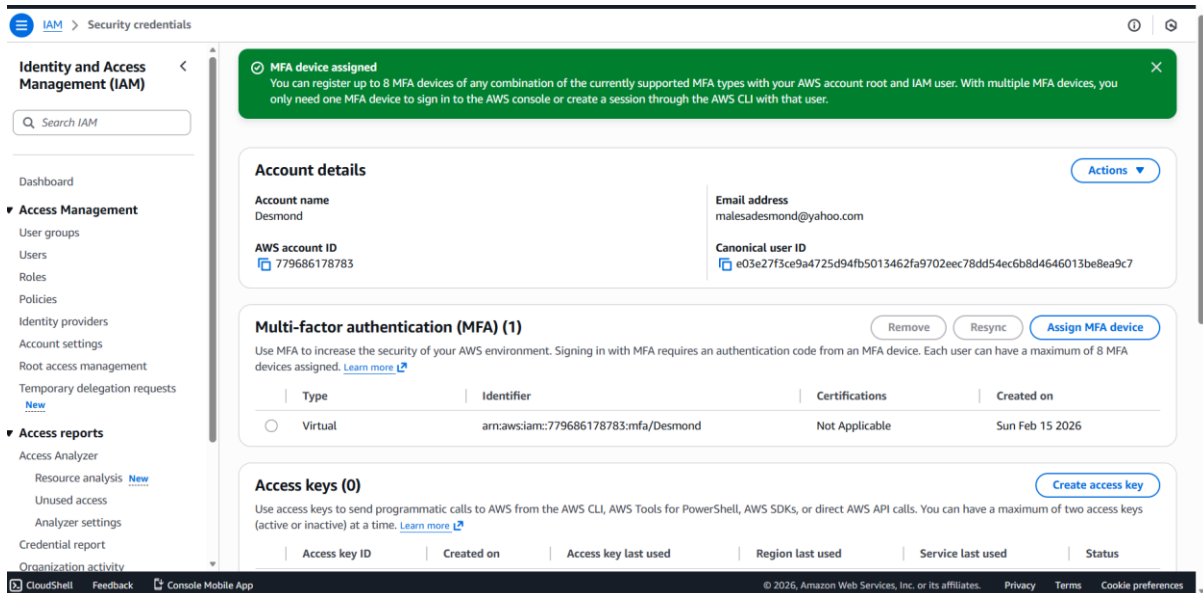 IAM > Security credentials
Identity and Access
Management (IAM)
Search IAM
Dashboard
Access Management
User groups
Users
Roles
Policies
Identity providers
Account settings
Root access management
Temporary delegation requests
New
Access reports
Access Analyzer
Resource analysis New
Unused access
Analyzer settings
Credential report
Organization activity
MFA device assigned
You can register up to 8 MFA devices of any combination of the currently supported MFA types with your AWS account root and IAM user. With multiple MFA devices, you
only need one MFA device to sign in to the AWS console or create a session through the AWS CLI with that user.
Account details
Actions
Account name
Desmond
Email address
malesadesmond@yahoo.com
AWS account ID
779686178783
Canonical user ID
e03e27f3ce9a4725d94fb5013462fa9702eec78dd54ec6b8d4646013be8ea9c7
Multi-factor authentication (MFA) (1)
Remove Resync Assign MFA device
Use MFA to increase the security of your AWS environment. Signing in with MFA requires an authentication code from an MFA device. Each user can have a maximum of 8 MFA
devices assigned. Learn more
Type Identifier Certifications Created on
Virtual arn:aws:iam::779686178783:mfa/Desmond Not Applicable Sun Feb 15 2026
Access keys (0)
Create access key
Use access keys to send programmatic calls to AWS from the AWS CLI, AWS Tools for PowerShell, AWS SDKs, or direct AWS API calls. You can have a maximum of two access keys
(active or inactive) at a time. Learn more
Access key ID Created on Access key last used Region last used Service last used Status
CloudShell Feedback Console Mobile App © 2026, Amazon Web Services, Inc. or its affiliates. Privacy Terms Cookie preferences